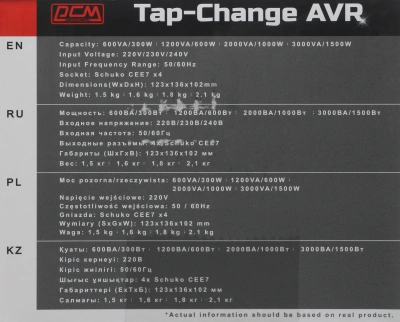 PCM Tap-Change AVR
EN
Capacity: 600VA/300W · 1200VA/600W · 2000VA/1000W · 3000VA/1500W
Input Voltage: 220V/230V/240V
Input Frequency Range: 50/60Hz
Socket: Schuko CEE7 x4
Dimensions(WxDxH): 123x136x102mm
Weight: 1.5 kg · 1.6 kg · 1.8 kg · 2.1 kg
RU
Мощность: 600ВА/300Вт · 1200ВА/600Вт · 2000ВА/1000Вт · 3000ВА/1500Вт
Входное напряжение: 220В/230В/240В
Входная частота: 50/60Гц
Выходные разъёмы: 4x Schuko CEE7
Габариты (ШxГxВ): 123x136x102 мм
Вес: 1,5 кг · 1,6 кг · 1,8 кг · 2,1 кг
PL
Moc pozorna/rzeczywista: 600VA/300W · 1200VA/600W ·
2000VA/1000W · 3000VA/1500W
Napięcie wejściowe: 220V
Częstotliwość wejściowa: 50 / 60Hz
Gniazda: Schuko CEE7 x4
Wymiary (SxGxW): 123x136x102 mm
Waga: 1.5 kg · 1.6 kg · 1.8 kg · 2.1 kg
KZ
Қуаты: 600ВА/300Вт · 1200ВА/600Вт · 2000ВА/1000Вт · 3000ВА/1500Вт
Кіріс кернеуі: 220В
Кіріс жиілігі: 50/60Гц
Шығыс ұяшықтар: 4x Schuko CEE7
Габариттері (ЕxТxБ): 123x136x102 мм
Салмағы: 1,5 кг · 1,6 кг · 1,8 кг · 2,1 кг
*Actual information should be based on real product.